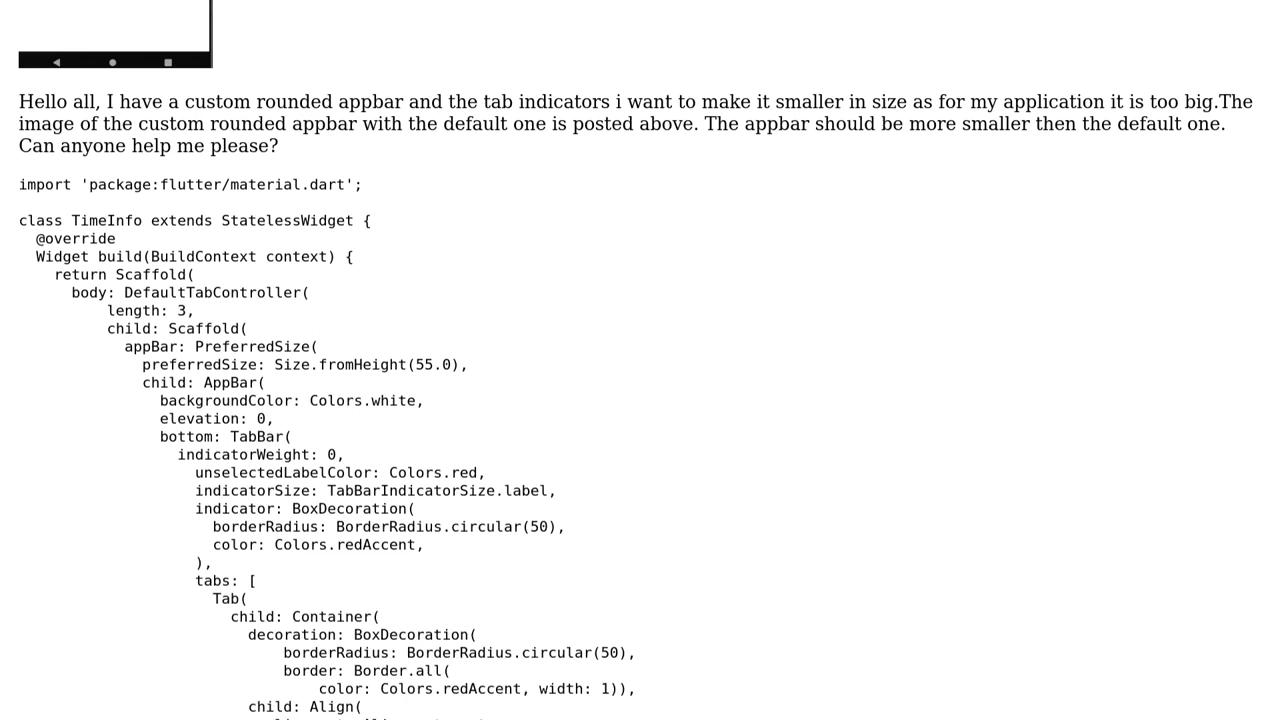 Hello all, I have a custom rounded appbar and the tab indicators i want to make it smaller in size as for my application it is too big.The
image of the custom rounded appbar with the default one is posted above. The appbar should be more smaller then the default one.
Can anyone help me please?
import 'package:flutter/material.dart';
class TimeInfo extends StatelessWidget {
  @override
  Widget build(BuildContext context) {
    return Scaffold(
      body: DefaultTabController(
          length: 3,
          child: Scaffold(
            appBar: PreferredSize(
              preferredSize: Size.fromHeight(55.0),
              child: AppBar(
                backgroundColor: Colors.white,
                elevation: 0,
                bottom: TabBar(
                  indicatorWeight: 0,
                    unselectedLabelColor: Colors.red,
                    indicatorSize: TabBarIndicatorSize.label,
                    indicator: BoxDecoration(
                      borderRadius: BorderRadius.circular(50),
                      color: Colors.redAccent,
                    ),
                    tabs: [
                      Tab(
                        child: Container(
                          decoration: BoxDecoration(
                              borderRadius: BorderRadius.circular(50),
                              border: Border.all(
                                  color: Colors.redAccent, width: 1)),
                          child: Align(